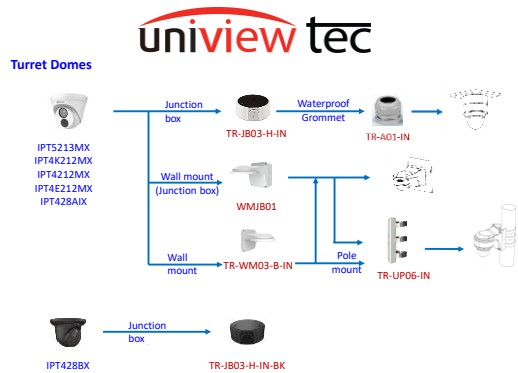 uniview tec
Turret Domes
Junction
box
TR-JB03-H-IN
Waterproof
Grommet
TR-A01-IN
IPT5213MX
IPT4K212MX
IPT4212MX
IPT4E212MX
IPT428AIX
Wall mount
(Junction box)
WMJB01
Wall
mount
TR-WM03-B-IN
Pole
mount
TR-UP06-IN
IPT428BX
Junction
box
TR-JB03-H-IN-BK